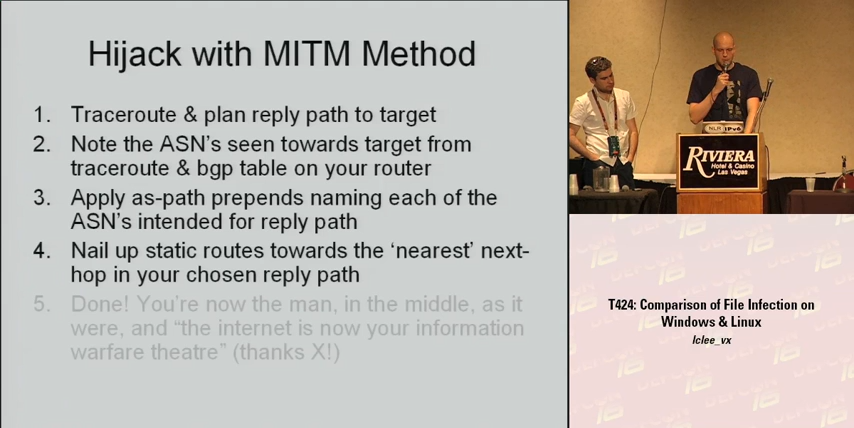 Hijack with MITM Method
1. Traceroute & plan reply path to target
2. Note the ASN's seen towards target from
traceroute & bgp table on your router
3. Apply as-path prepends naming each of the
ASN's intended for reply path
4. Nail up static routes towards the ‘nearest’ next-
hop in your chosen reply path
5. Done! You're now the man, in the middle, as it
were, and “the internet is now your information
warfare theatre” (thanks X!)
NLR IPv6
RIVIERA
Hotel & Casino
Las Vegas
T424: Comparison of File Infection on
Windows & Linux
lclee_vx